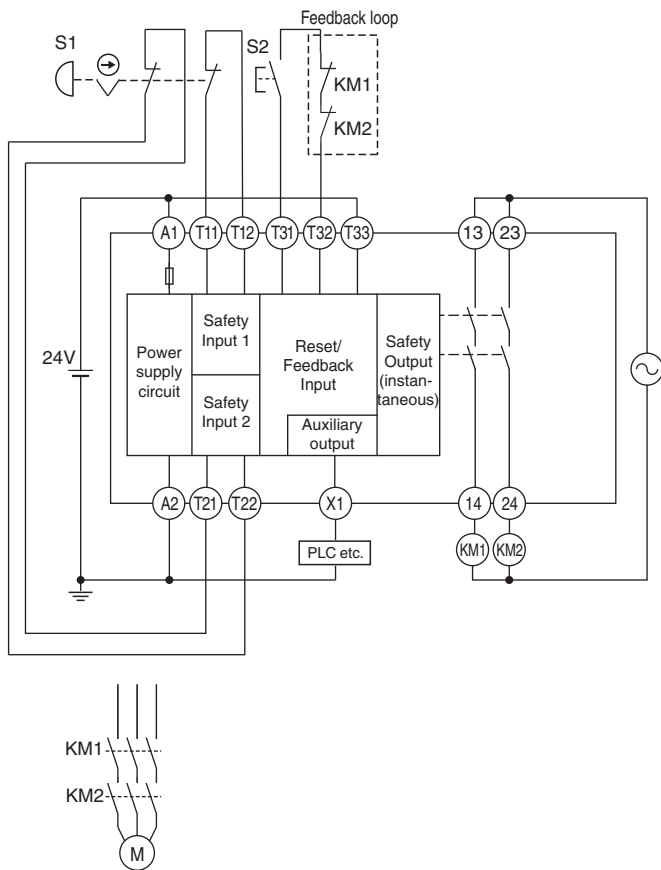 Feedback loop
S1
S2
KM1
KM2
A1 T11 T12 T31 T32 T33 13 23
24V
Power
supply
circuit
Safety
Input 1
Safety
Input 2
Reset/
Feedback
Input
Auxiliary
output
Safety
Output
(instan-
taneous)
A2 T21 T22 X1 14 24
PLC etc.
KM1 KM2
KM1
KM2
M